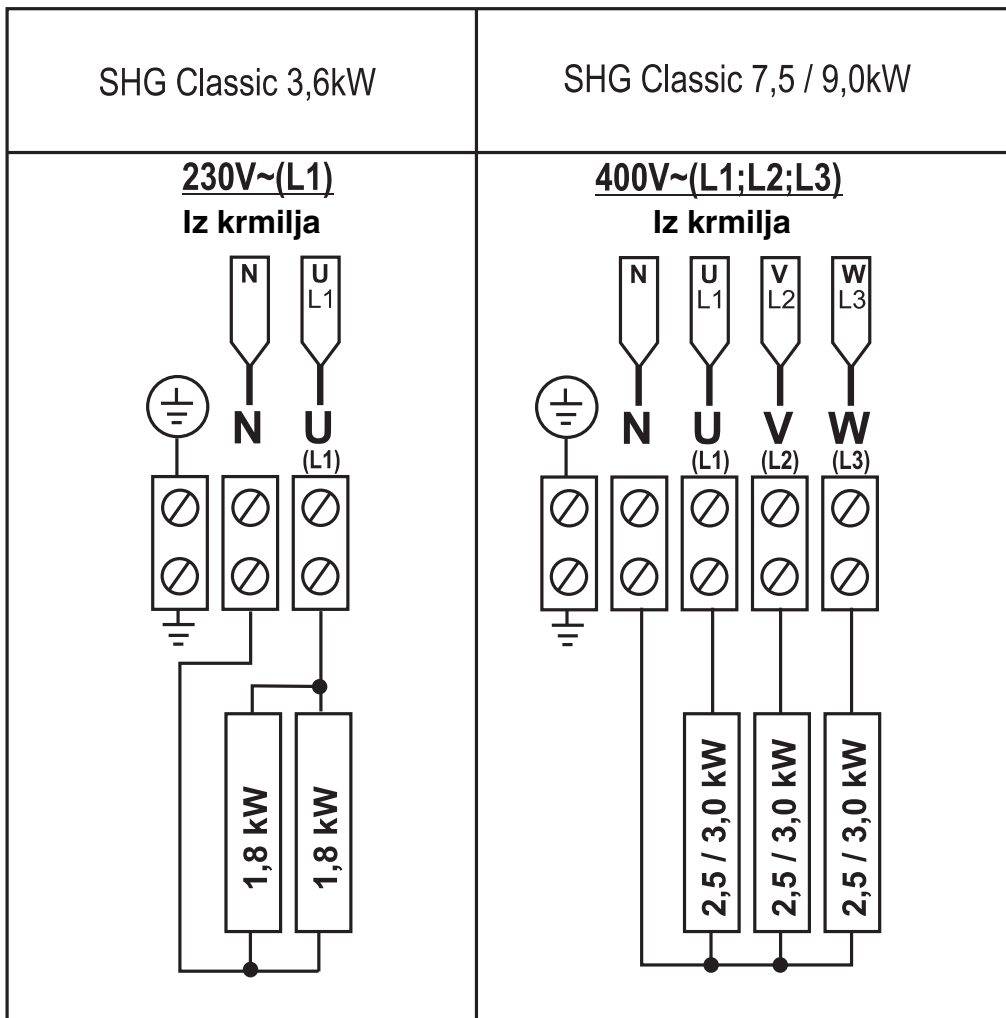 SHG Classic 3,6kW
SHG Classic 7,5 / 9,0kW
230V~(L1)
Iz krmilja
N U
L1
N U
(L1)
1,8 kW
1,8 kW
400V~(L1;L2;L3)
Iz krmilja
N U V W
L1 L2 L3
N U V W
(L1) (L2) (L3)
2,5 / 3,0 kW
2,5 / 3,0 kW
2,5 / 3,0 kW